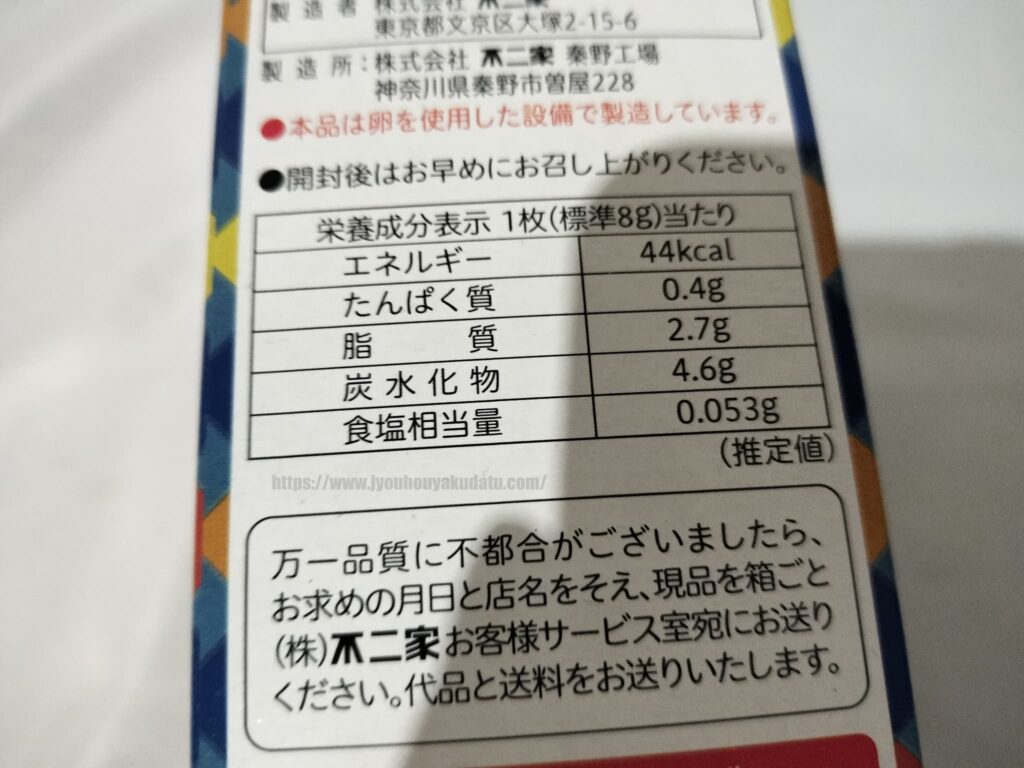 製造者 株式会社 不二家
東京都文京区大塚2-15-6
製造所：株式会社 不二家 秦野工場
神奈川県秦野市曽屋228
●本品は卵を使用した設備で製造しています。
●開封後はお早めにお召し上がりください。
栄養成分表示 1枚(標準8g)当たり
エネルギー 44kcal
たんぱく質 0.4g
脂質 2.7g
炭水化物 4.6g
食塩相当量 0.053g
(推定値)
https://www.jyouhouyakudatu.com/
万一品質に不都合がございましたら、
お求めの月日と店名をそえ、現品を箱ごと
(株)不二家お客様サービス室宛にお送り
ください。代品と送料をお送りいたします。